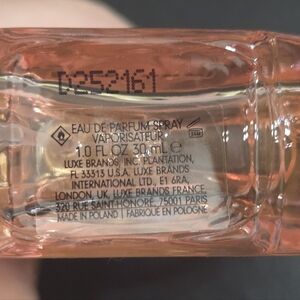 D252161
EAU DE PARFUM SPRAY
VAPORISATEUR
1.0 FL OZ 30 mL ℮
LUXE BRANDS, INC. PLANTATION,
FL 33313 U.S.A. LUXE BRANDS
INTERNATIONAL LTD., E1 6RA,
LONDON, UK, LUXE BRANDS FRANCE,
320 RUE SAINT-HONORÉ, 75001 PARIS
MADE IN POLAND | FABRIQUÉ EN POLOGNE